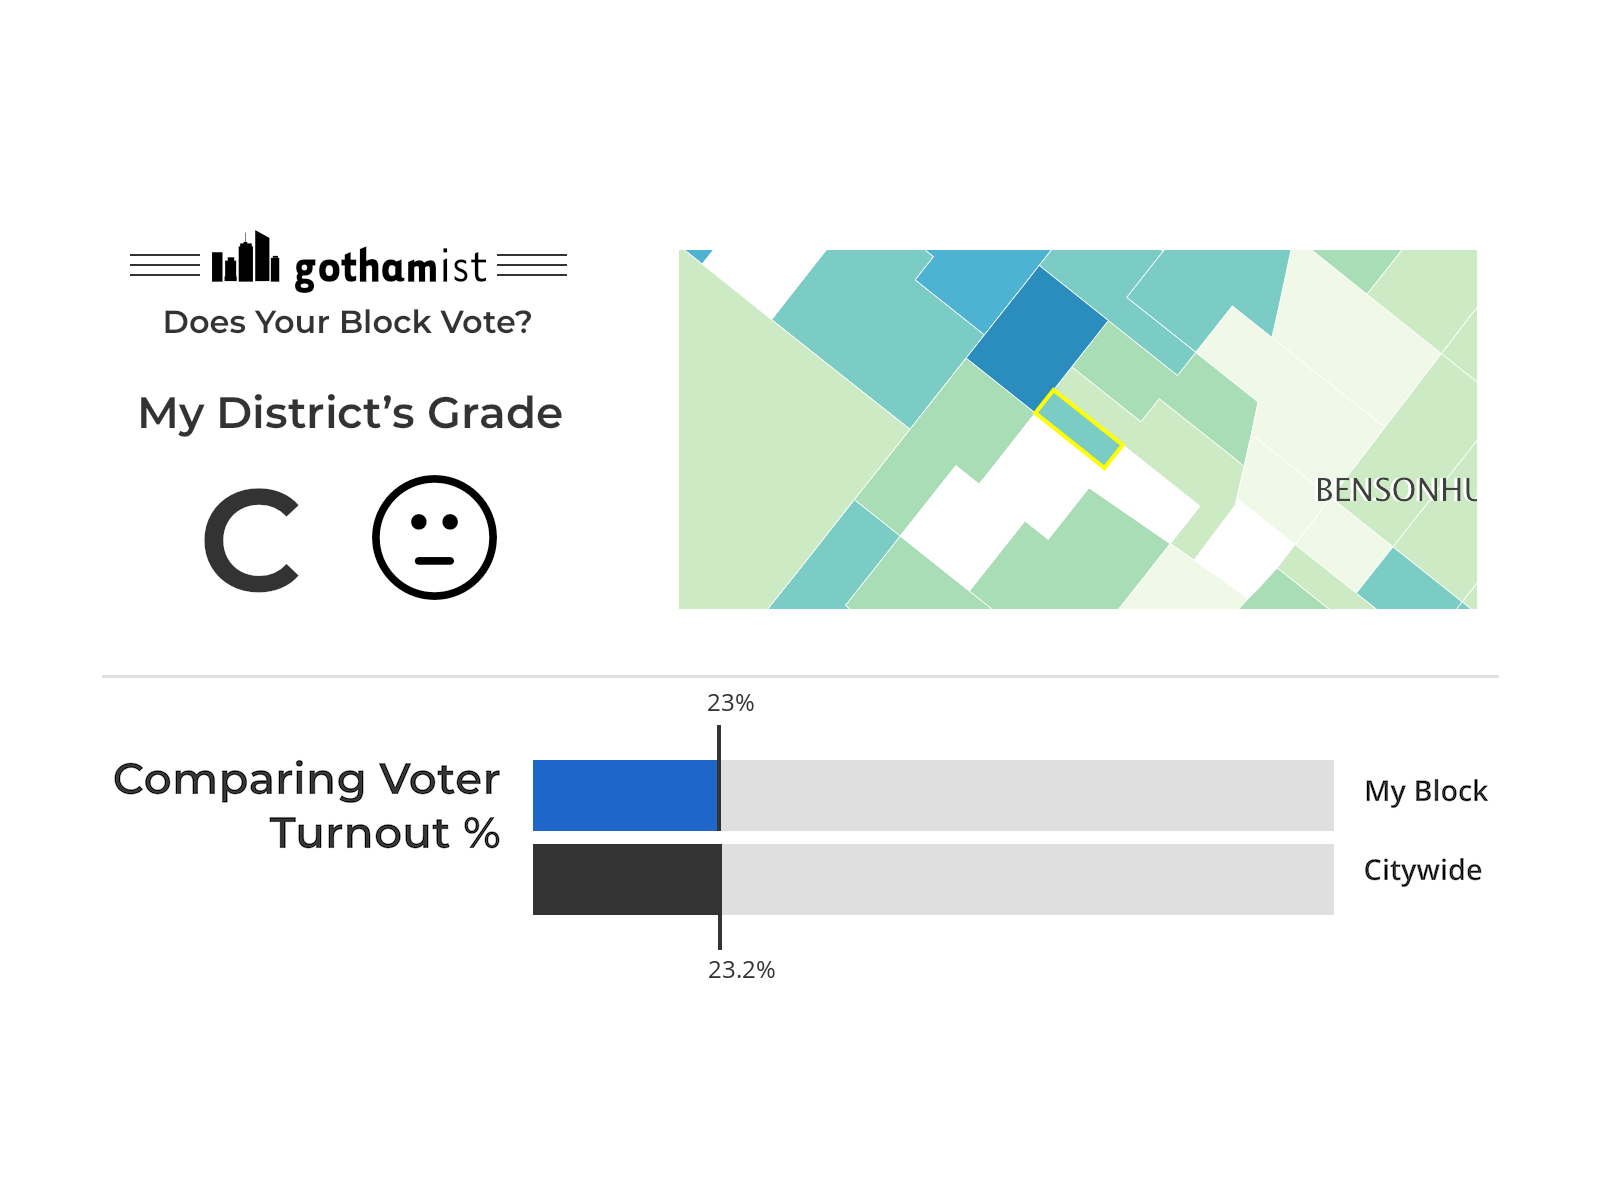 gothamist
Does Your Block Vote?
My District’s Grade
C
BENSONHU
23%
Comparing Voter
Turnout %
My Block
Citywide
23.2%